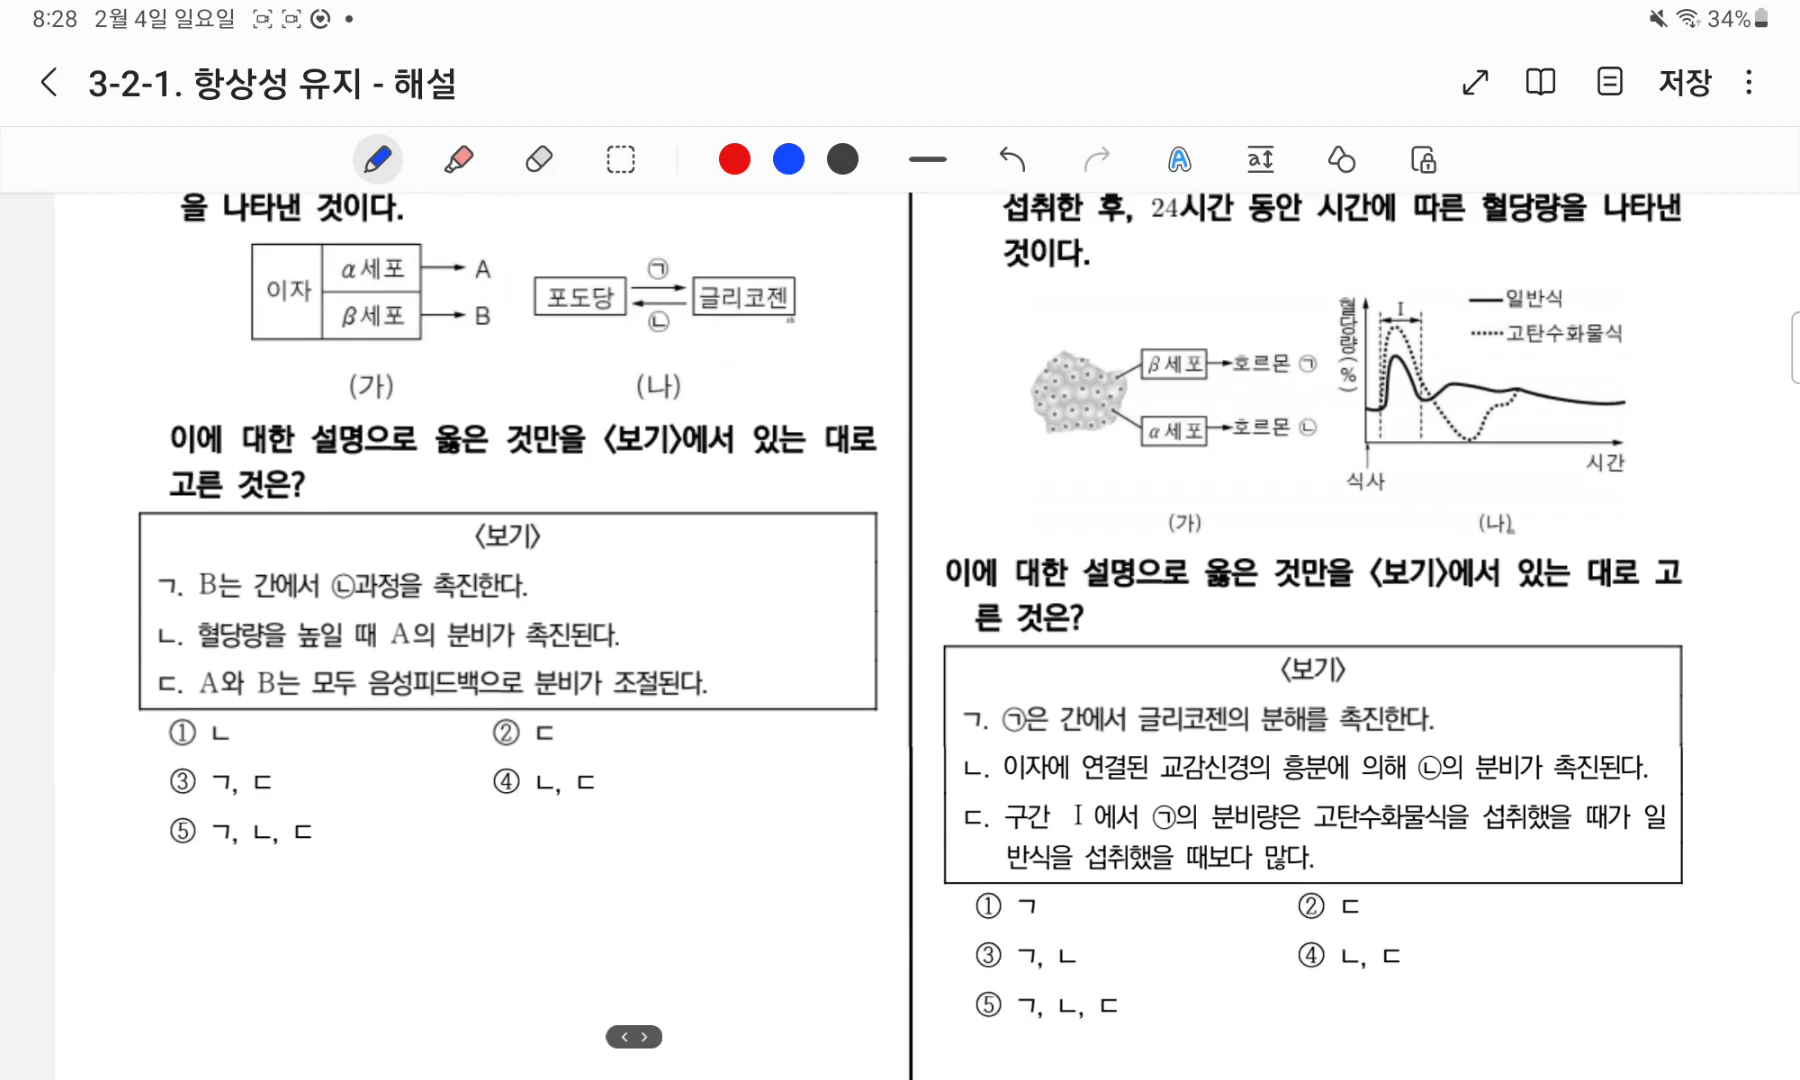 8:28 2월 4일 일요일
34%
3-2-1. 항상성 유지 - 해설
저장
을 나타낸 것이다.
이자
α세포
A
β세포
B
포도당
㉠
㉡
글리코젠
(가)
(나)
이에 대한 설명으로 옳은 것만을 <보기>에서 있는 대로
고른 것은?
<보기>
ㄱ. B는 간에서 ㉡과정을 촉진한다.
ㄴ. 혈당량을 높일 때 A의 분비가 촉진된다.
ㄷ. A와 B는 모두 음성피드백으로 분비가 조절된다.
① ㄴ
② ㄷ
③ ㄱ, ㄷ
④ ㄴ, ㄷ
⑤ ㄱ, ㄴ, ㄷ
섭취한 후, 24시간 동안 시간에 따른 혈당량을 나타낸
것이다.
β세포
호르몬 ㉠
α세포
호르몬 ㉡
혈당량(%)
I
일반식
고탄수화물식
시간
식사
(가)
(나)
이에 대한 설명으로 옳은 것만을 <보기>에서 있는 대로 고
른 것은?
<보기>
ㄱ. ㉠은 간에서 글리코젠의 분해를 촉진한다.
ㄴ. 이자에 연결된 교감신경의 흥분에 의해 ㉡의 분비가 촉진된다.
ㄷ. 구간 Ⅰ에서 ㉠의 분비량은 고탄수화물식을 섭취했을 때가 일
반식을 섭취했을 때보다 많다.
① ㄱ
② ㄷ
③ ㄱ, ㄴ
④ ㄴ, ㄷ
⑤ ㄱ, ㄴ, ㄷ